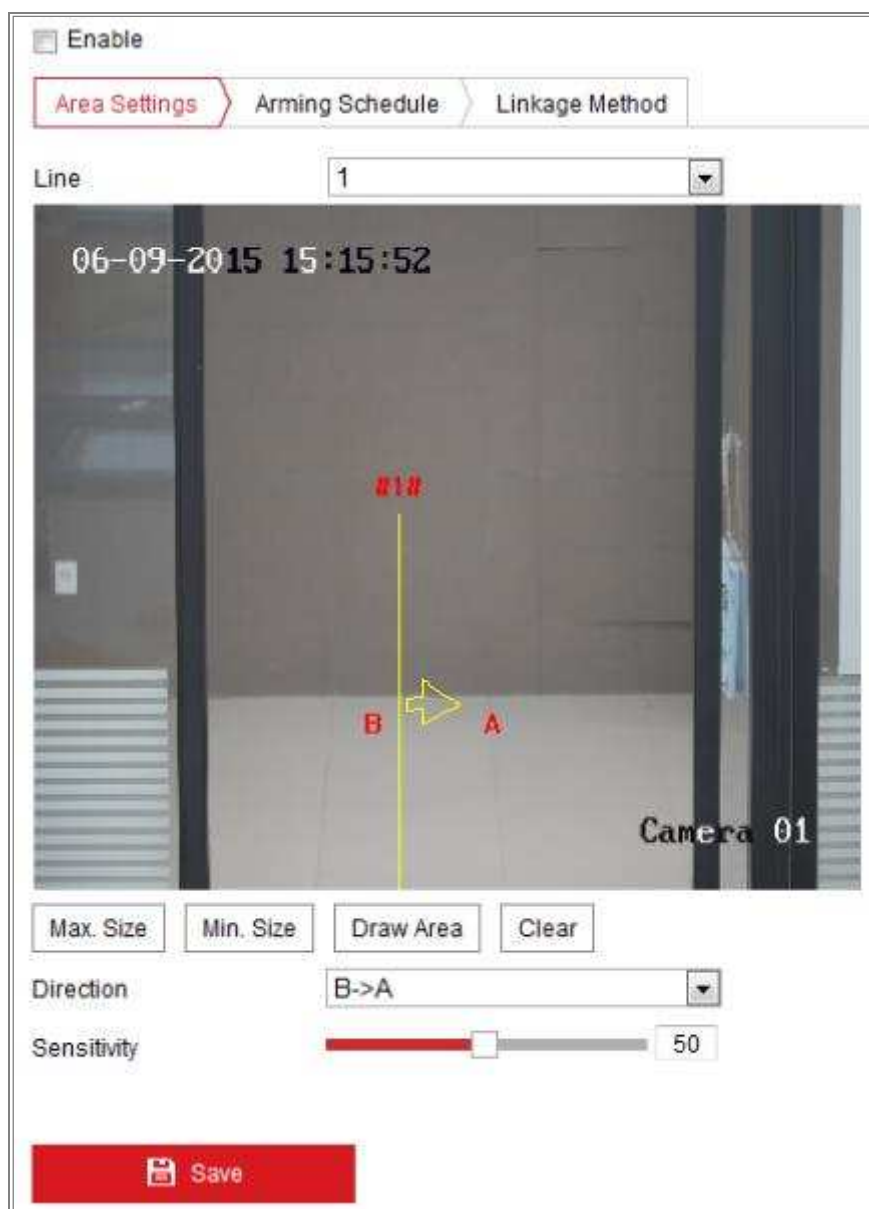 Enable
Area Settings Arming Schedule Linkage Method
Line 1
06-09-2015 15:15:52
#1#
B A
Camera 01
Max. Size Min. Size Draw Area Clear
Direction B->A
Sensitivity 50
Save